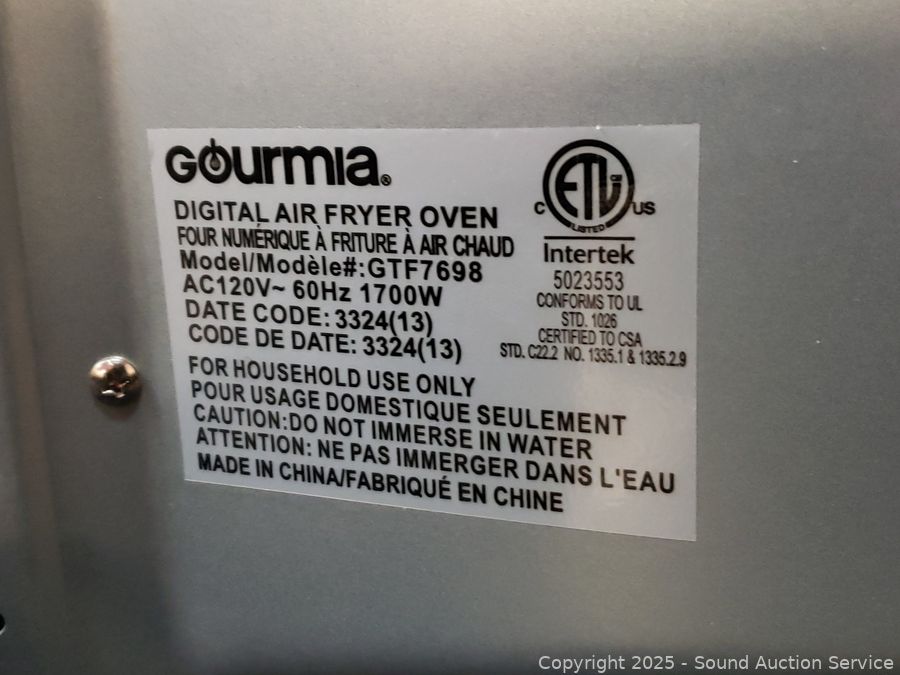 GOURMIA®
DIGITAL AIR FRYER OVEN
FOUR NUMÉRIQUE À FRITURE À AIR CHAUD
Model/Modèle#:GTF7698
AC120V~ 60Hz 1700W
DATE CODE: 3324(13)
CODE DE DATE: 3324(13)
FOR HOUSEHOLD USE ONLY
POUR USAGE DOMESTIQUE SEULEMENT
CAUTION:DO NOT IMMERSE IN WATER
ATTENTION: NE PAS IMMERGER DANS L'EAU
MADE IN CHINA/FABRIQUÉ EN CHINE
ETL
C US
LISTED
Intertek
5023553
CONFORMS TO UL
STD. 1026
CERTIFIED TO CSA
STD. C22.2 NO. 1335.1 & 1335.2.9
Copyright 2025 - Sound Auction Service